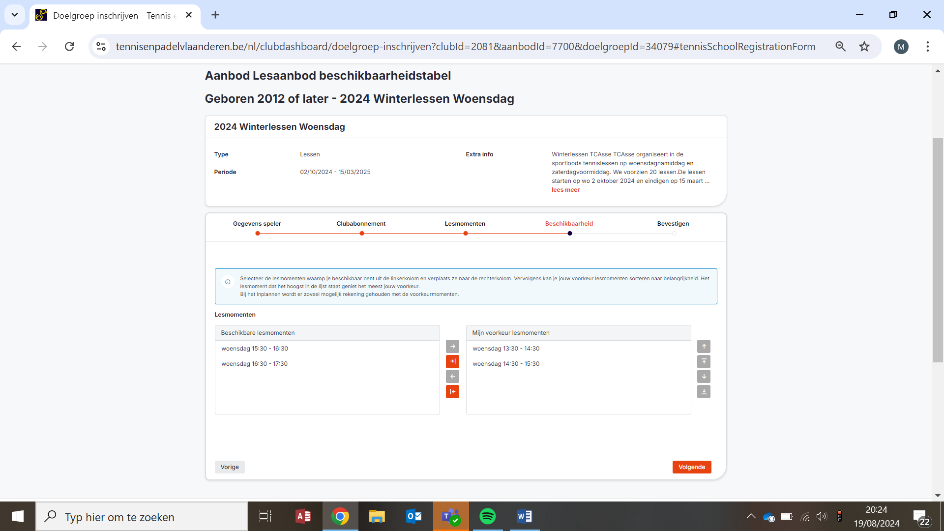 Doelgroep inschrijven - Tennis e
tennisenpadelvlaanderen.be/nl/clubdashboard/doelgroep-inschrijven?clubId=2081&aanbodId=7700&doelgroepId=34079#tennisSchoolRegistrationForm
M
Aanbod Lesaanbod beschikbaarheidstabel
Geboren 2012 of later - 2024 Winterlessen Woensdag
2024 Winterlessen Woensdag
Type
Lessen
Extra info
Winterlessen TCAsse TCAsse organiseert in de
sportloods tennislessen op woensdagnamiddag en
zaterdagvoormiddag. We voorzien 20 lessen.De lessen
starten op wo 2 oktober 2024 en eindigen op 15 maart ...
lees meer
Periode
02/10/2024 - 15/03/2025
Gegevens speler
Clubabonnement
Lesmomenten
Beschikbaarheid
Bevestigen
Selecteer de lesmomenten waarop je beschikbaar bent uit de linkerkolom en verplaats ze naar de rechterkolom. Vervolgens kan je jouw voorkeur lesmomenten sorteren naar belangrijkheid. Het
lesmoment dat het hoogst in de lijst staat geniet het meest jouw voorkeur.
Bij het inplannen wordt er zoveel mogelijk rekening gehouden met de voorkeurmomenten.
Lesmomenten
Beschikbare lesmomenten
woensdag 15:30 - 16:30
woensdag 16:30 - 17:30
Mijn voorkeur lesmomenten
woensdag 13:30 - 14:30
woensdag 14:30 - 15:30
Vorige
Volgende
Typ hier om te zoeken
20:24
19/08/2024
22